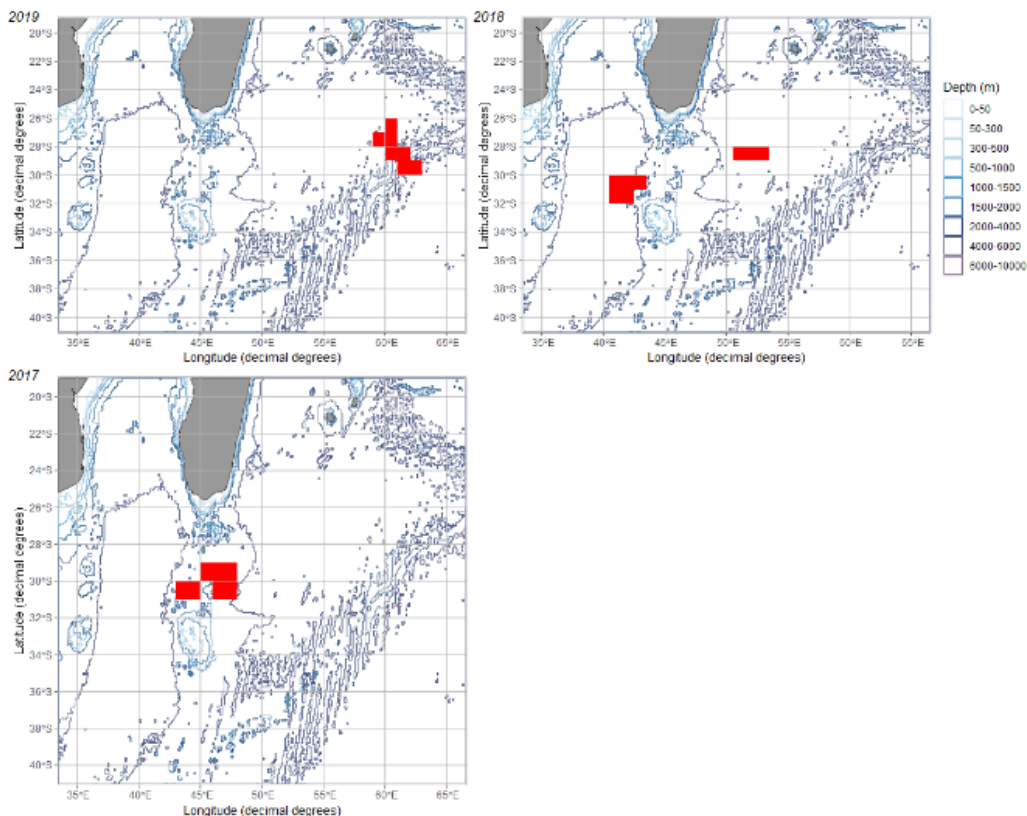 2019
20°S
22°S
24°S
26°S
28°S
30°S
32°S
34°S
36°S
38°S
40°S
Latitude (decimal degrees)
35°E 40°E 45°E 50°E 55°E 60°E 65°E
Longitude (decimal degrees)
2018
20°S
22°S
24°S
26°S
28°S
30°S
32°S
34°S
36°S
38°S
40°S
Latitude (decimal degrees)
35°E 40°E 45°E 50°E 55°E 60°E 65°E
Longitude (decimal degrees)
Depth (m)
0-50
50-300
300-500
500-1000
1000-1500
1500-2000
2000-4000
4000-6000
6000-10000
2017
20°S
22°S
24°S
26°S
28°S
30°S
32°S
34°S
36°S
38°S
40°S
Latitude (decimal degrees)
35°E 40°E 45°E 50°E 55°E 60°E 65°E
Longitude (decimal degrees)